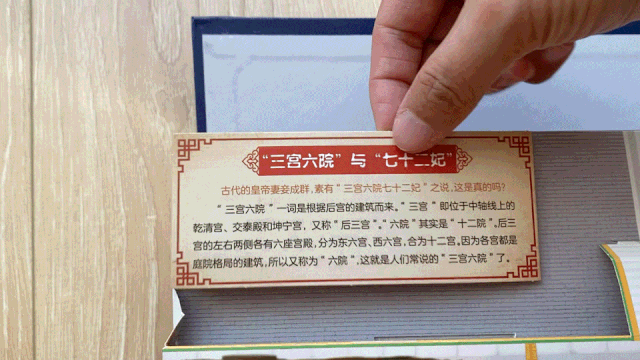 “三宫六院”与“七十二妃”
古代的皇帝妻妾成群,素有“三宫六院七十二妃”之说,这是真的吗?
“三宫六院”一词是根据后宫的建筑而来。“三宫”即位于中轴线上的
乾清宫、交泰殿和坤宁宫,又称“后三宫”。“六院”其实是“十二院”,后三
宫的左右两侧各有六座宫殿,分为东六宫、西六宫,合为十二宫。因为各宫都是
庭院格局的建筑,所以又称为“六院”,这就是人们常说的“三宫六院”了。